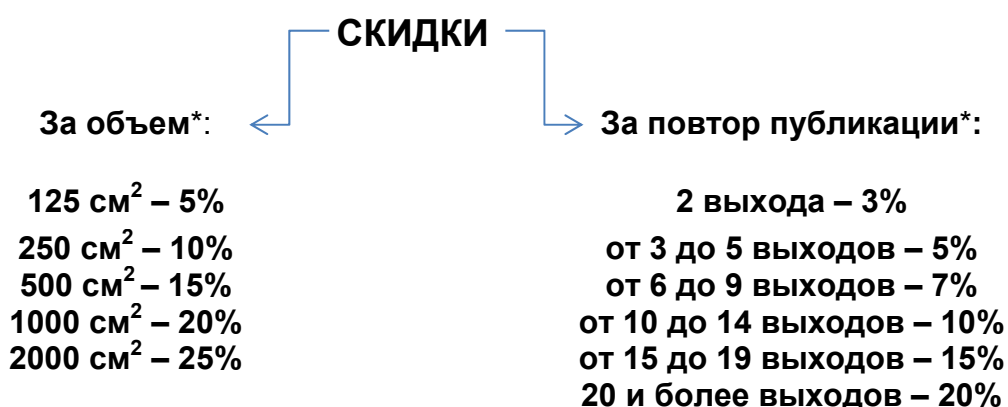 СКИДКИ
За объем*:
125 см² – 5%
250 см² – 10%
500 см² – 15%
1000 см² – 20%
2000 см² – 25%
За повтор публикации*:
2 выхода – 3%
от 3 до 5 выходов – 5%
от 6 до 9 выходов – 7%
от 10 до 14 выходов – 10%
от 15 до 19 выходов – 15%
20 и более выходов – 20%